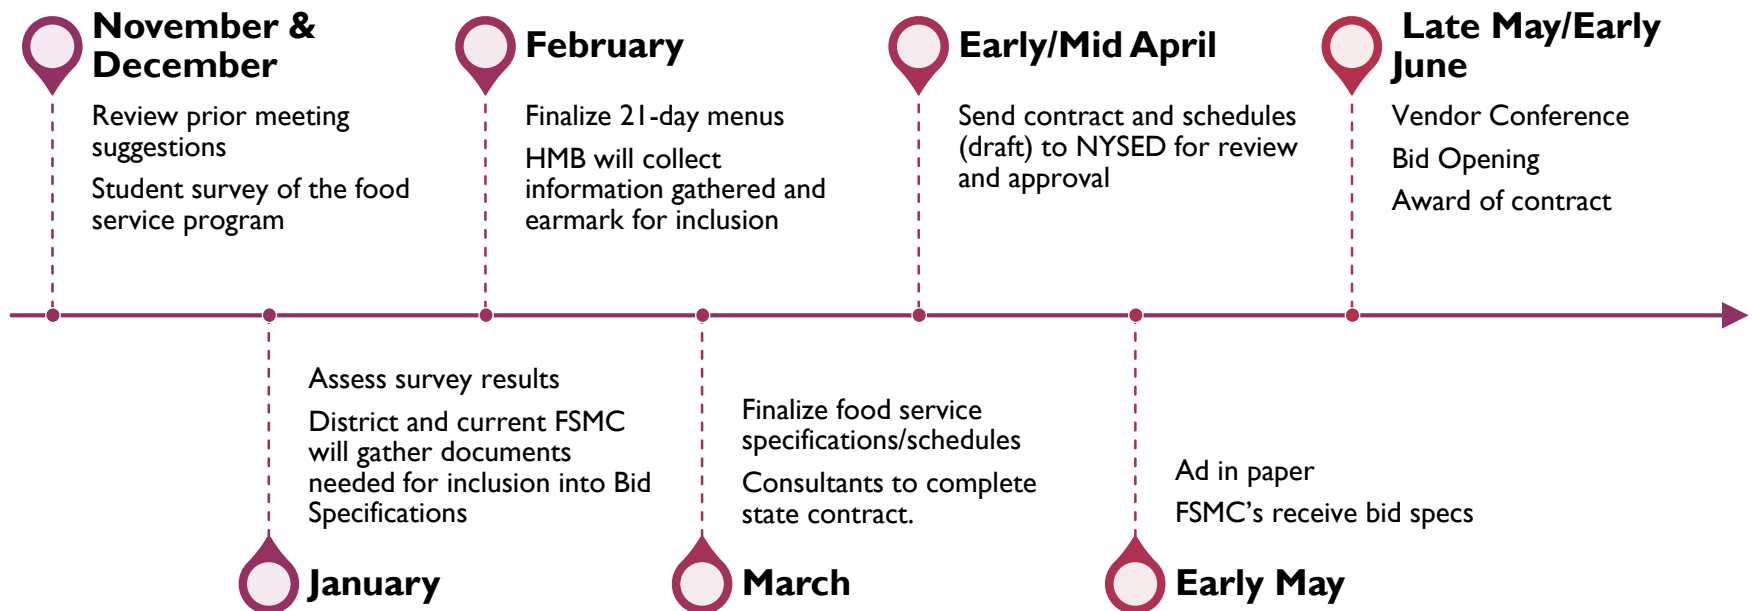 November &
December
Review prior meeting
suggestions
Student survey of the food
service program
February
Finalize 21-day menus
HMB will collect
information gathered and
earmark for inclusion
Early/Mid April
Send contract and schedules
(draft) to NYSED for review
and approval
Late May/Early
June
Vendor Conference
Bid Opening
Award of contract
Assess survey results
District and current FSMC
will gather documents
needed for inclusion into Bid
Specifications
January
Finalize food service
specifications/schedules
Consultants to complete
state contract.
March
Ad in paper
FSMC's receive bid specs
Early May